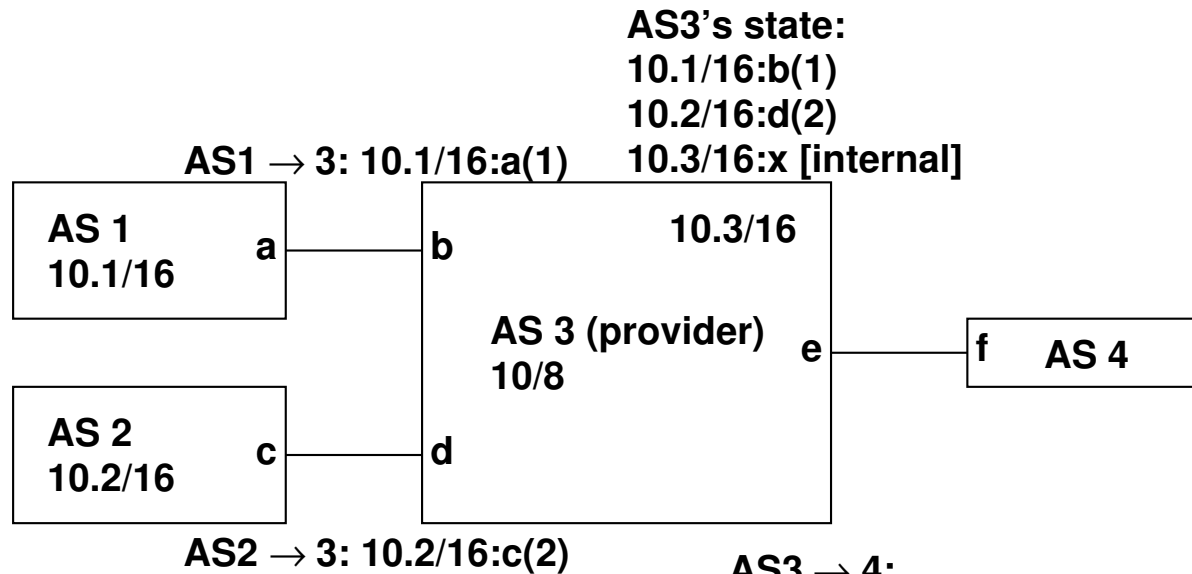 AS3’s state:
10.1/16:b(1)
10.2/16:d(2)
10.3/16:x [internal]
AS1 → 3: 10.1/16:a(1)
AS 1
10.1/16
a
b
10.3/16
AS 3 (provider)
10/8
e
f
AS 4
AS 2
10.2/16
c
d
AS2 → 3: 10.2/16:c(2)
AS3 → 4: